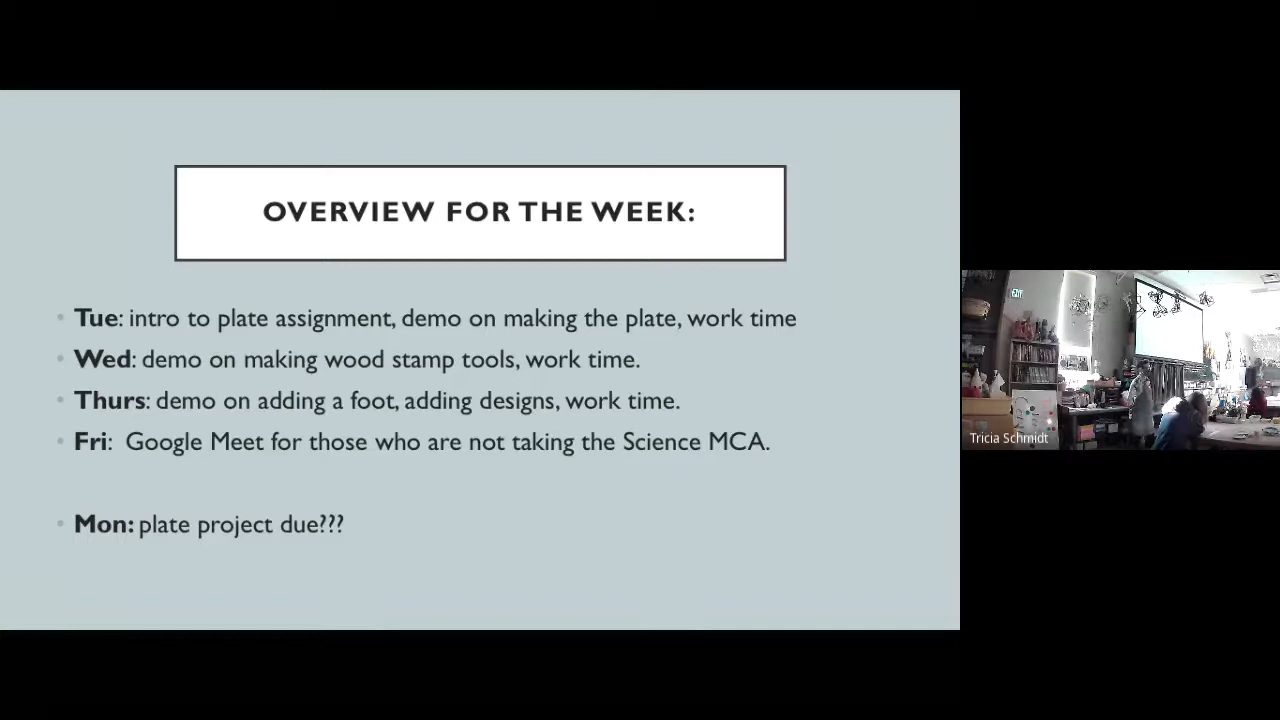 OVERVIEW FOR THE WEEK:
Tue: intro to plate assignment, demo on making the plate, work time
Wed: demo on making wood stamp tools, work time.
Thurs: demo on adding a foot, adding designs, work time.
Fri:  Google Meet for those who are not taking the Science MCA.
Mon: plate project due???
Tricia Schmidt